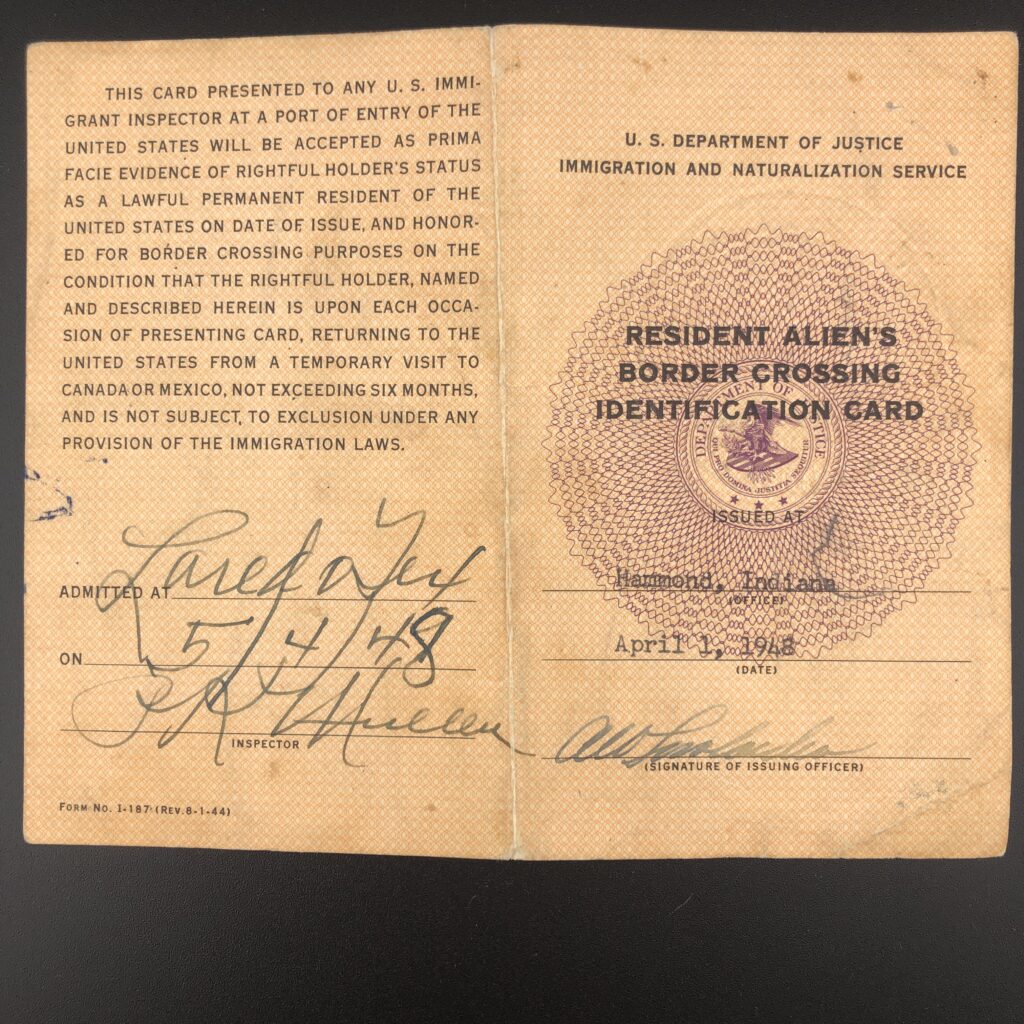 THIS CARD PRESENTED TO ANY U. S. IMMI-
GRANT INSPECTOR AT A PORT OF ENTRY OF THE
UNITED STATES WILL BE ACCEPTED AS PRIMA
FACIE EVIDENCE OF RIGHTFUL HOLDER'S STATUS
AS A LAWFUL PERMANENT RESIDENT OF THE
UNITED STATES ON DATE OF ISSUE, AND HONOR-
ED FOR BORDER CROSSING PURPOSES ON THE
CONDITION THAT THE RIGHTFUL HOLDER, NAMED
AND DESCRIBED HEREIN IS UPON EACH OCCA-
SION OF PRESENTING CARD, RETURNING TO THE
UNITED STATES FROM A TEMPORARY VISIT TO
CANADA OR MEXICO, NOT EXCEEDING SIX MONTHS,
AND IS NOT SUBJECT, TO EXCLUSION UNDER ANY
PROVISION OF THE IMMIGRATION LAWS.
ADMITTED AT Laredo Tex
ON 5/4/48
INSPECTOR
FORM NO. I-187 (REV. 8-1-44)
U. S. DEPARTMENT OF JUSTICE
IMMIGRATION AND NATURALIZATION SERVICE
RESIDENT ALIEN'S
BORDER CROSSING
IDENTIFICATION CARD
DEPARTMENT OF JUSTICE
QUI PRO DOMINA JUSTITIA SEQUITUR
ISSUED AT
Hammond, Indiana
(OFFICE)
April 1, 1948
(DATE)
(SIGNATURE OF ISSUING OFFICER)